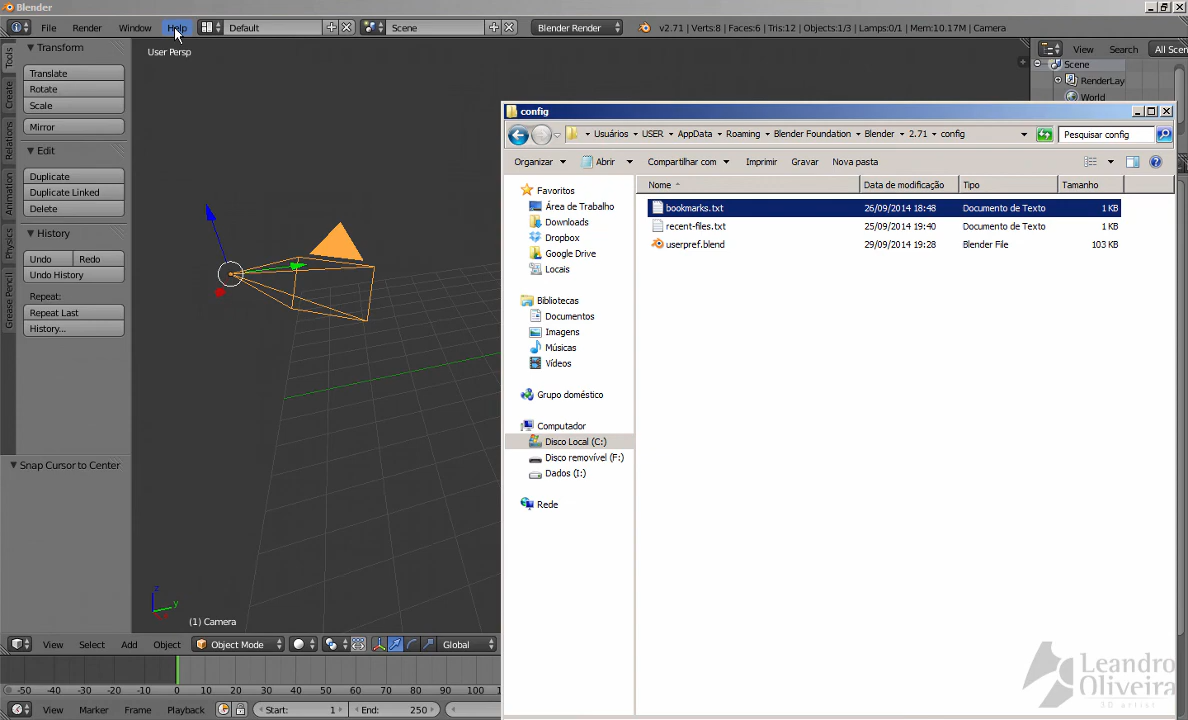 Blender
File Render Window Help Default Scene Blender Render v2.71 | Verts:8 | Faces:6 | Tris:12 | Objects:1/3 | Lamps:0/1 | Mem:10.17M | Camera
Tools
Create
Relations
Animation
Physics
Grease Pencil
Transform
Translate
Rotate
Scale
Mirror
Edit
Duplicate
Duplicate Linked
Delete
History
Undo Redo
Undo History
Repeat:
Repeat Last
History...
Snap Cursor to Center
User Persp
z
y
(1) Camera
View Select Add Object Object Mode Global
-50 -40 -30 -20 -10 0 10 20 30 40 50 60 70 80 90 100
View Marker Frame Playback Start: 1 End: 250
View Search All Scen
Scene
RenderLay
World
config
Usuários USER AppData Roaming Blender Foundation Blender 2.71 config Pesquisar config
Organizar Abrir Compartilhar com Imprimir Gravar Nova pasta
Favoritos
Área de Trabalho
Downloads
Dropbox
Google Drive
Locais
Bibliotecas
Documentos
Imagens
Músicas
Vídeos
Grupo doméstico
Computador
Disco Local (C:)
Disco removível (F:)
Dados (I:)
Rede
Nome Data de modificação Tipo Tamanho
bookmarks.txt 26/09/2014 18:48 Documento de Texto 1 KB
recent-files.txt 25/09/2014 19:40 Documento de Texto 1 KB
userpref.blend 29/09/2014 19:28 Blender File 103 KB
Leandro
Oliveira
3D artist